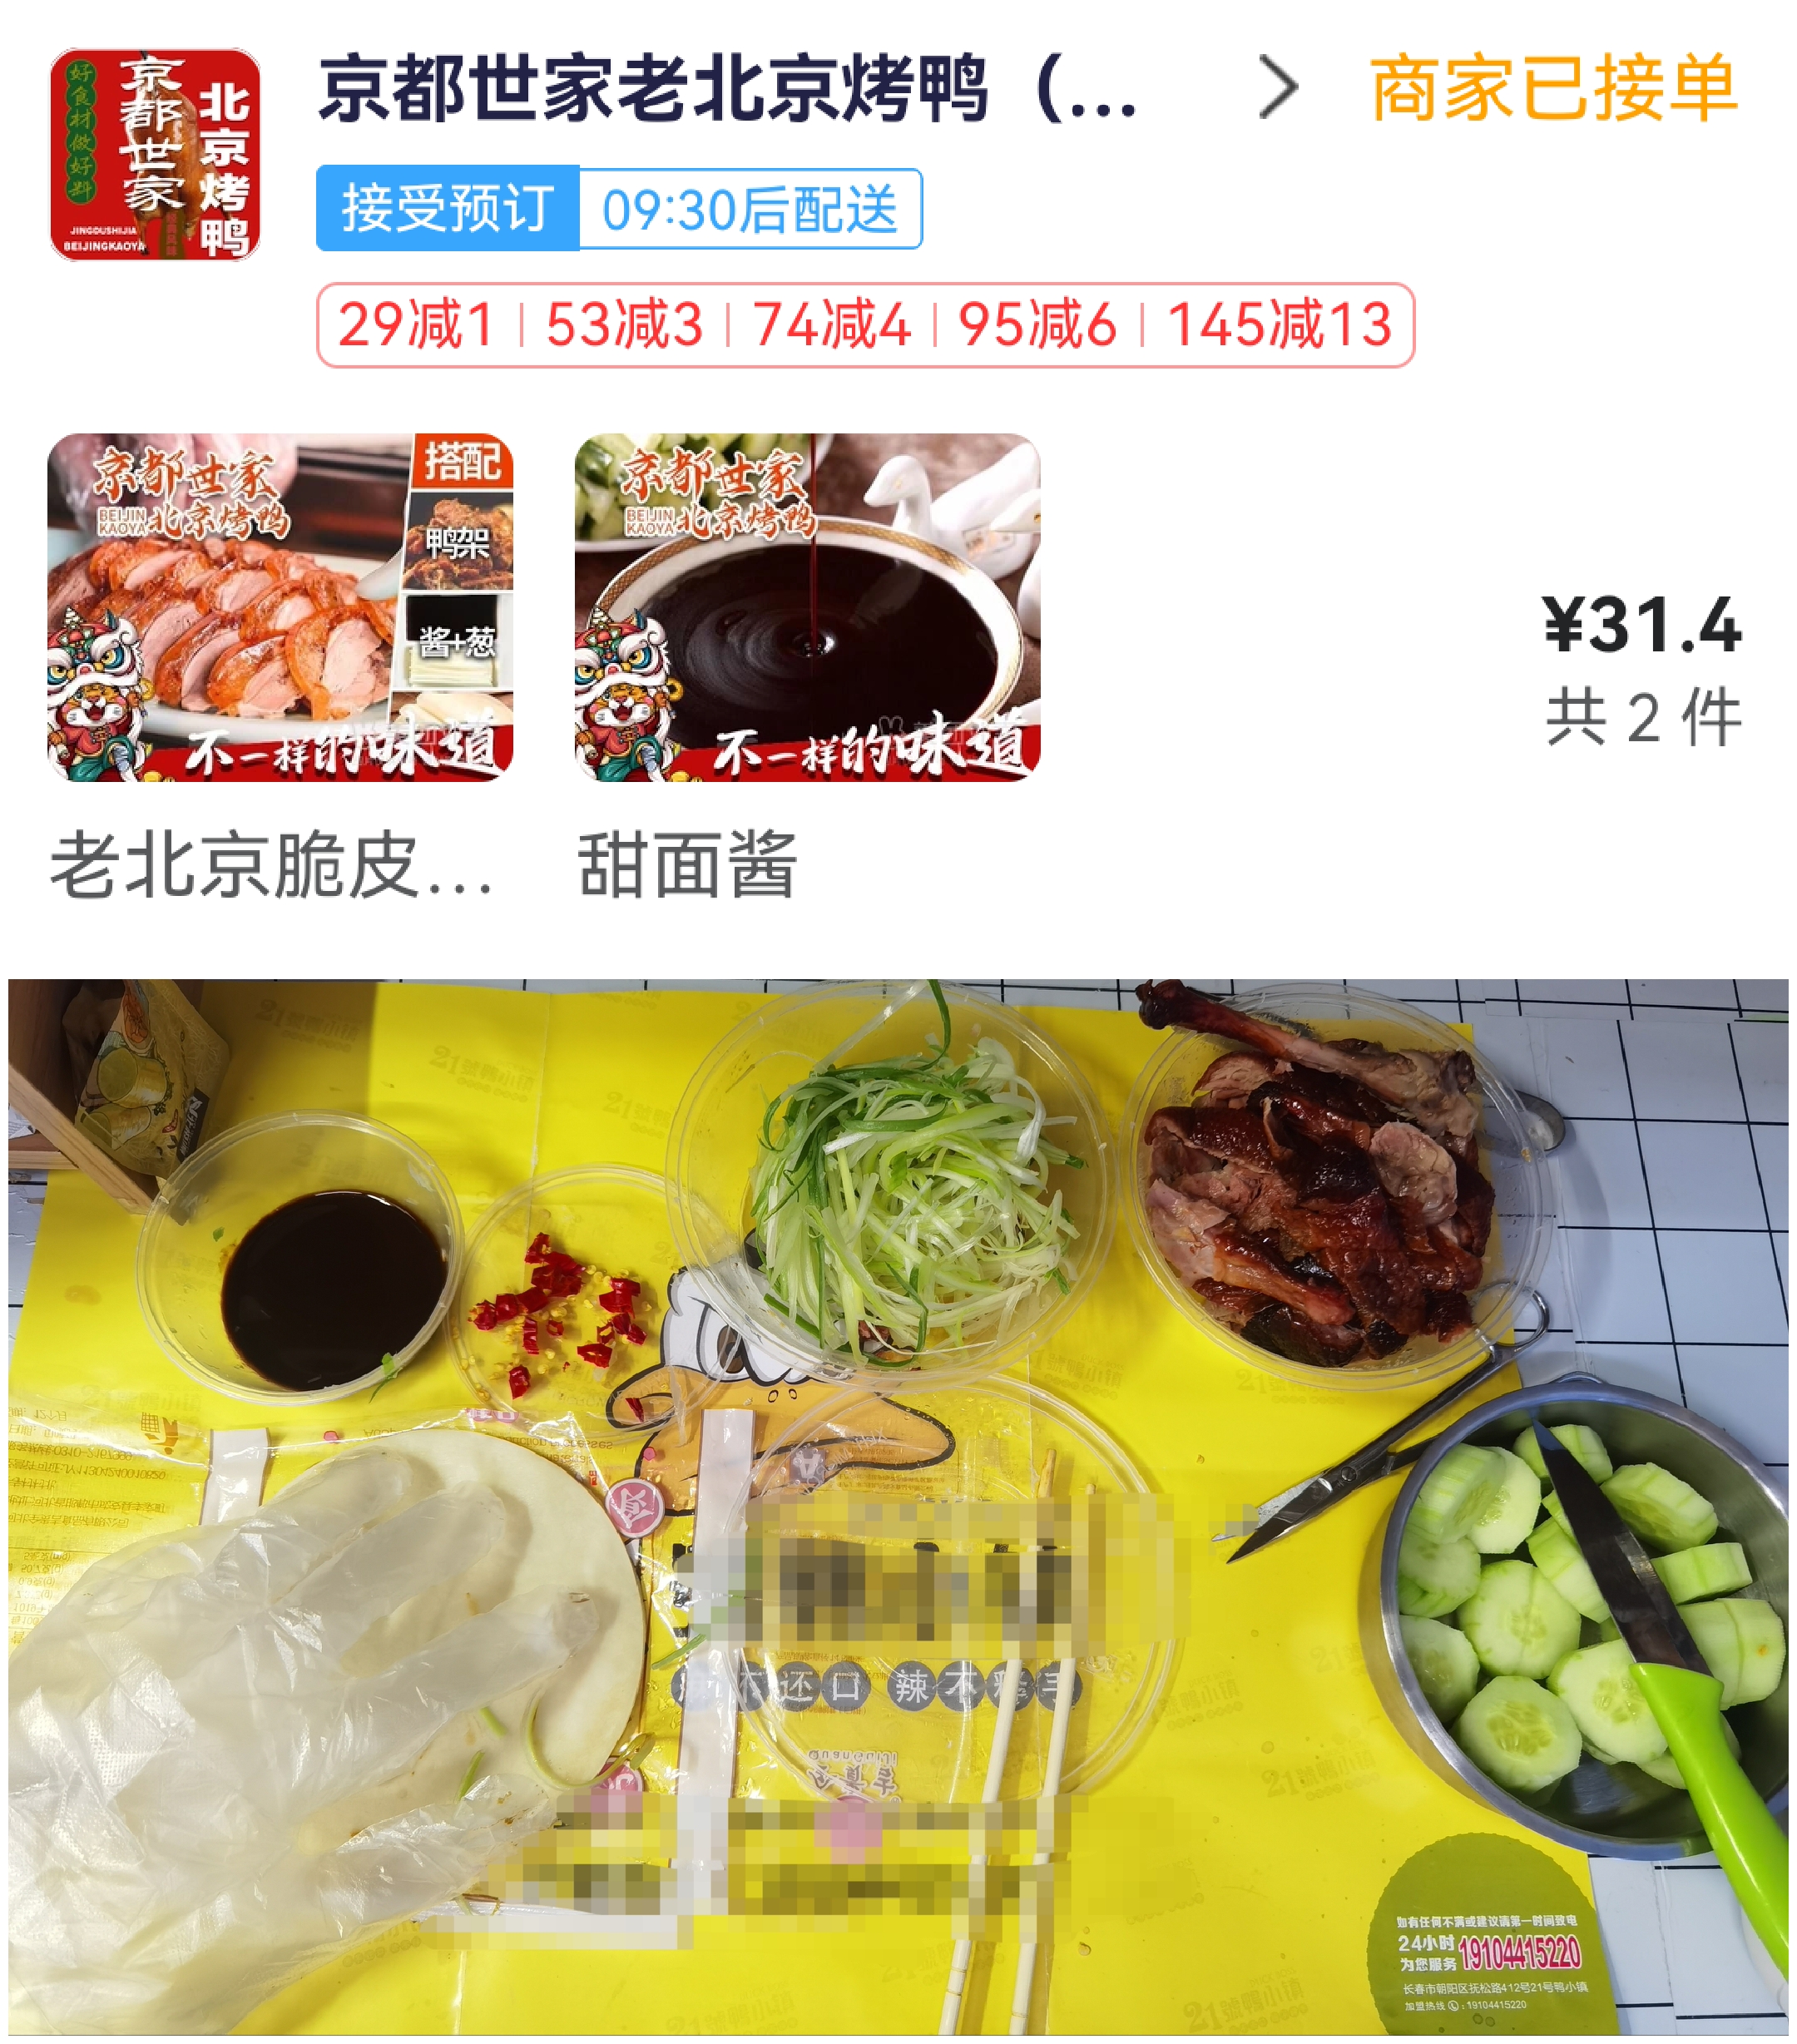 好食材做好料
京都世家
北京烤鸭
JINGDUSHIJIA
BEIJINGKAOYA
京都世家老北京烤鸭（...
商家已接单
接受预订
09:30后配送
29减1
53减3
74减4
95减6
145减13
京都世家
BEIJIN
KAOYA
北京烤鸭
搭配
鸭架
酱+葱
不一样的味道
京都世家
BEIJIN
KAOYA
北京烤鸭
不一样的味道
¥31.4
共 2 件
老北京脆皮...
甜面酱
21號鴨小镇
还口 辣不
QuanGuiJi
如有任何不满或建议请第一时间致电
24小时
为您服务
19104415220
长春市朝阳区抚松路412号21号鸭小镇
加盟热线：19104415220